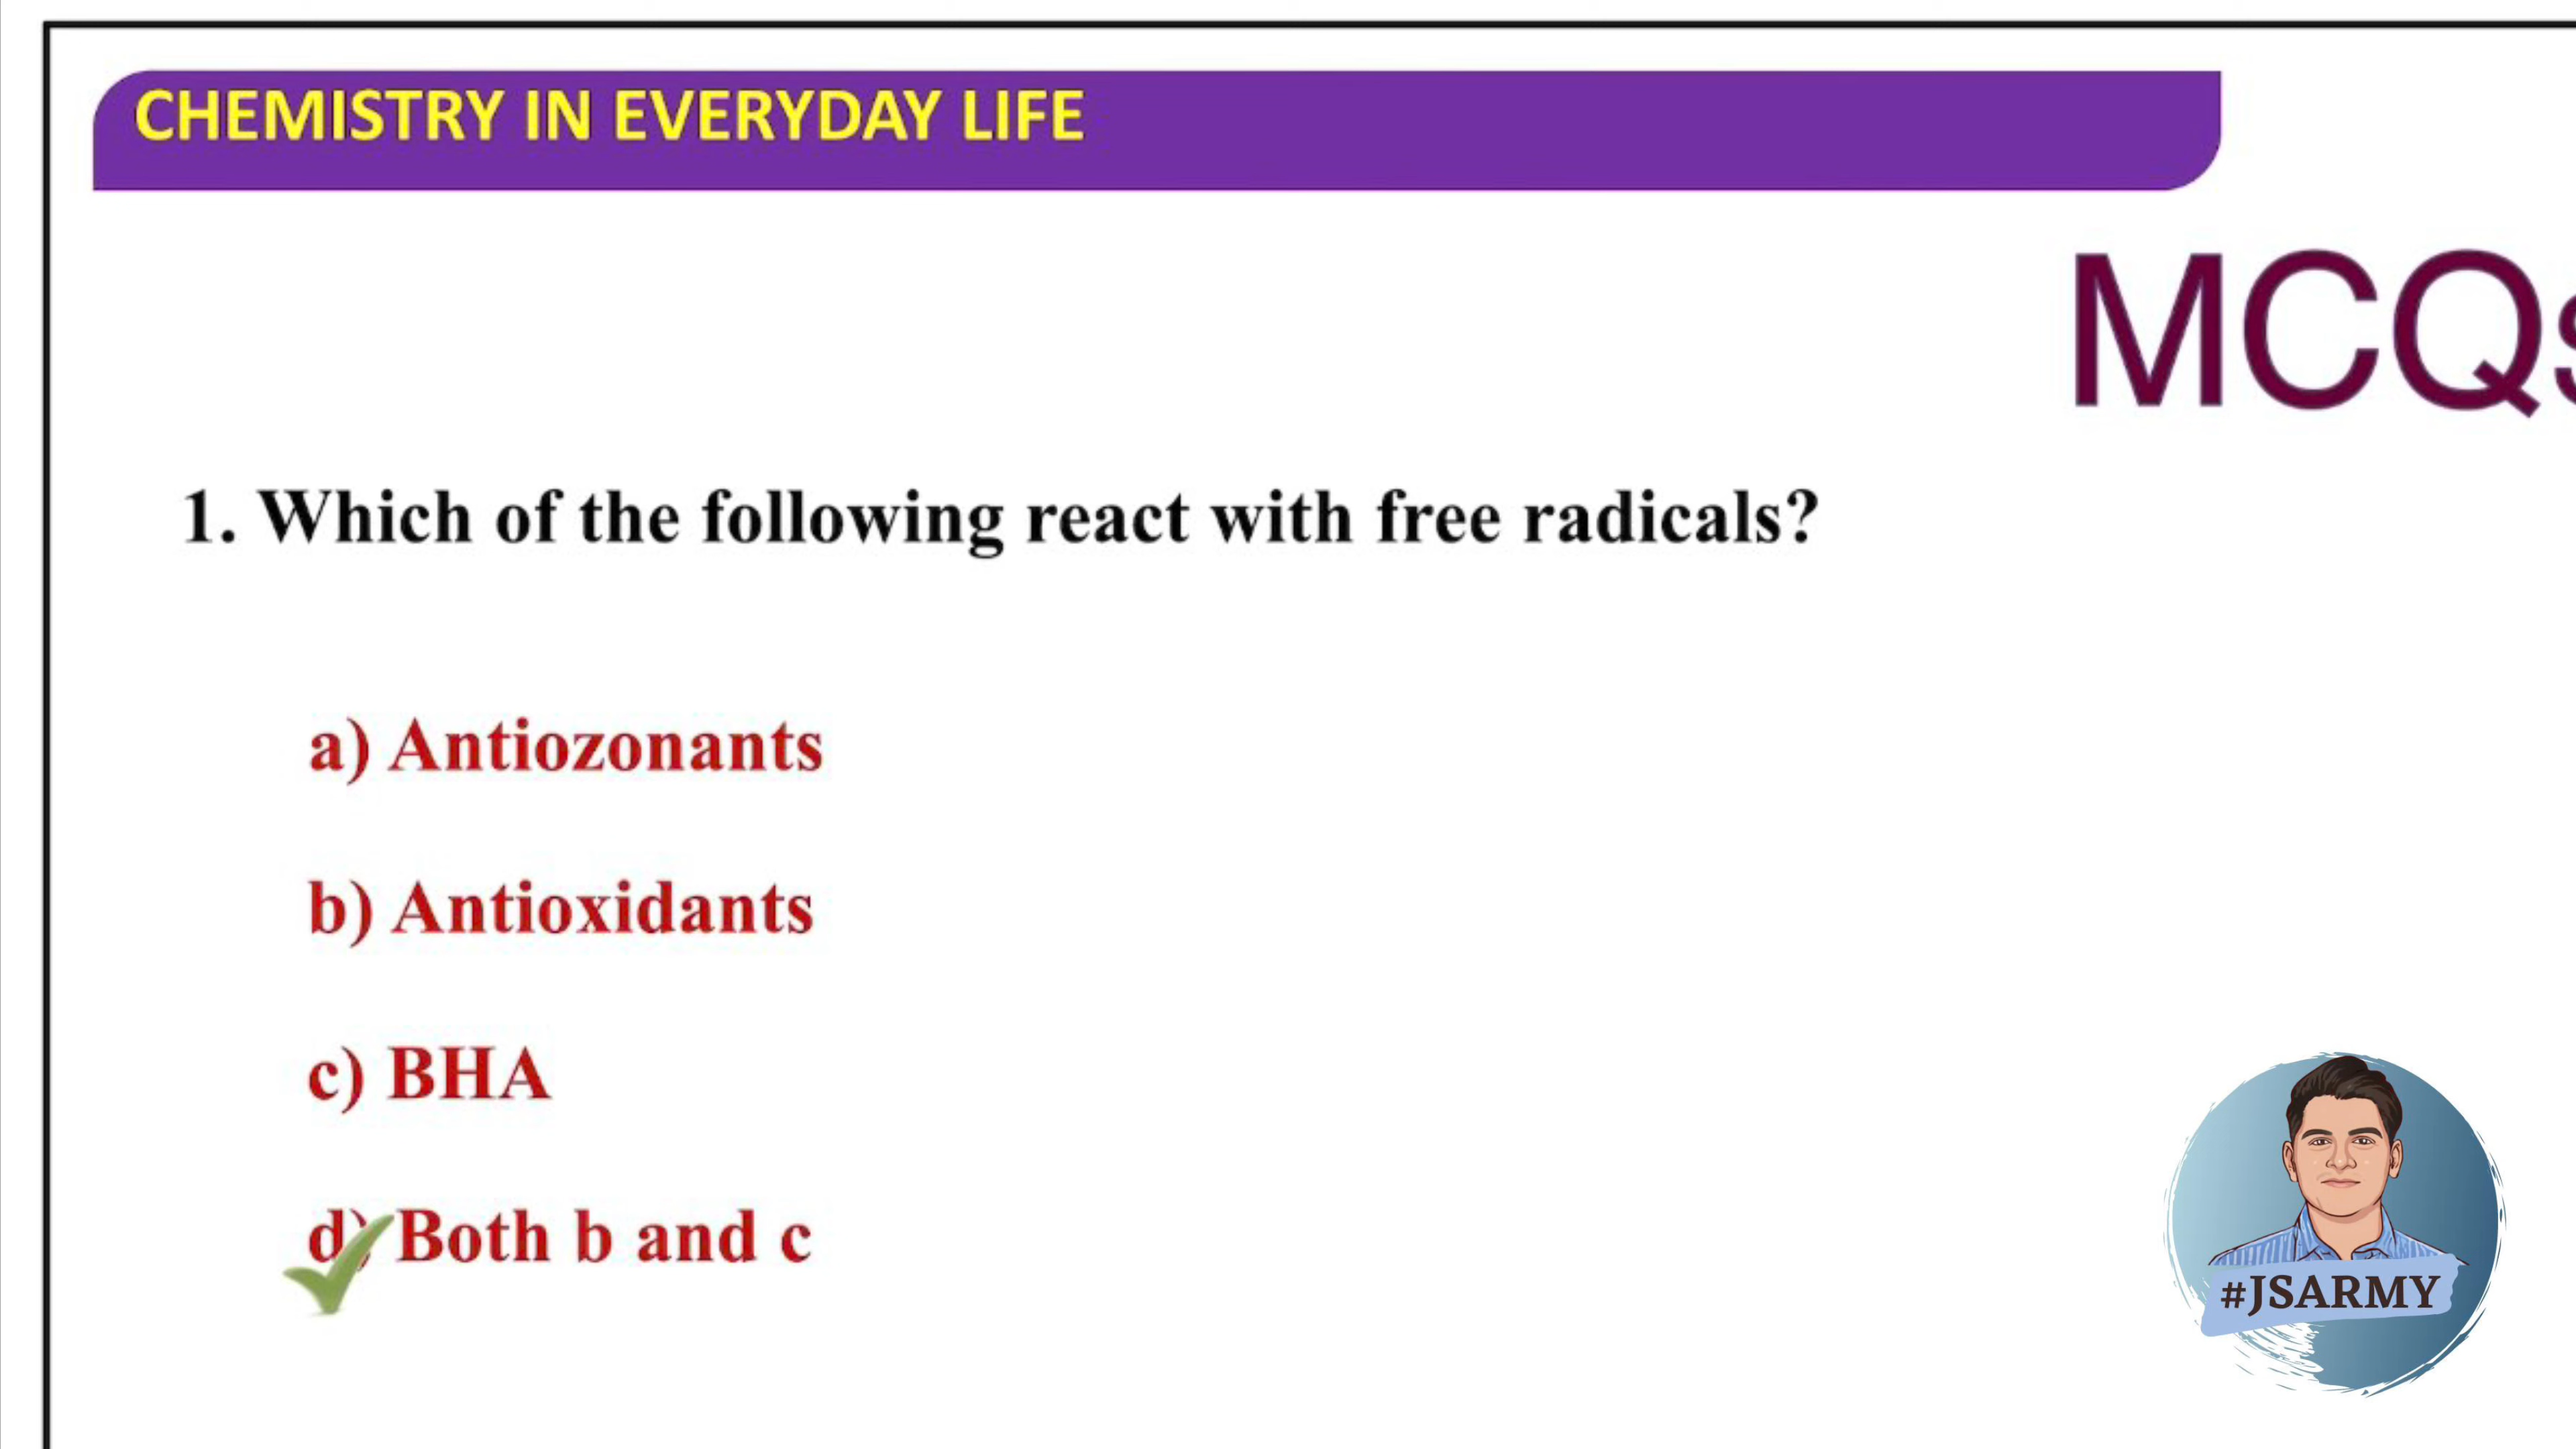 CHEMISTRY IN EVERYDAY LIFE
MCQs
1. Which of the following react with free radicals?
a) Antiozonants
b) Antioxidants
c) BHA
d) Both b and c
#JSARMY